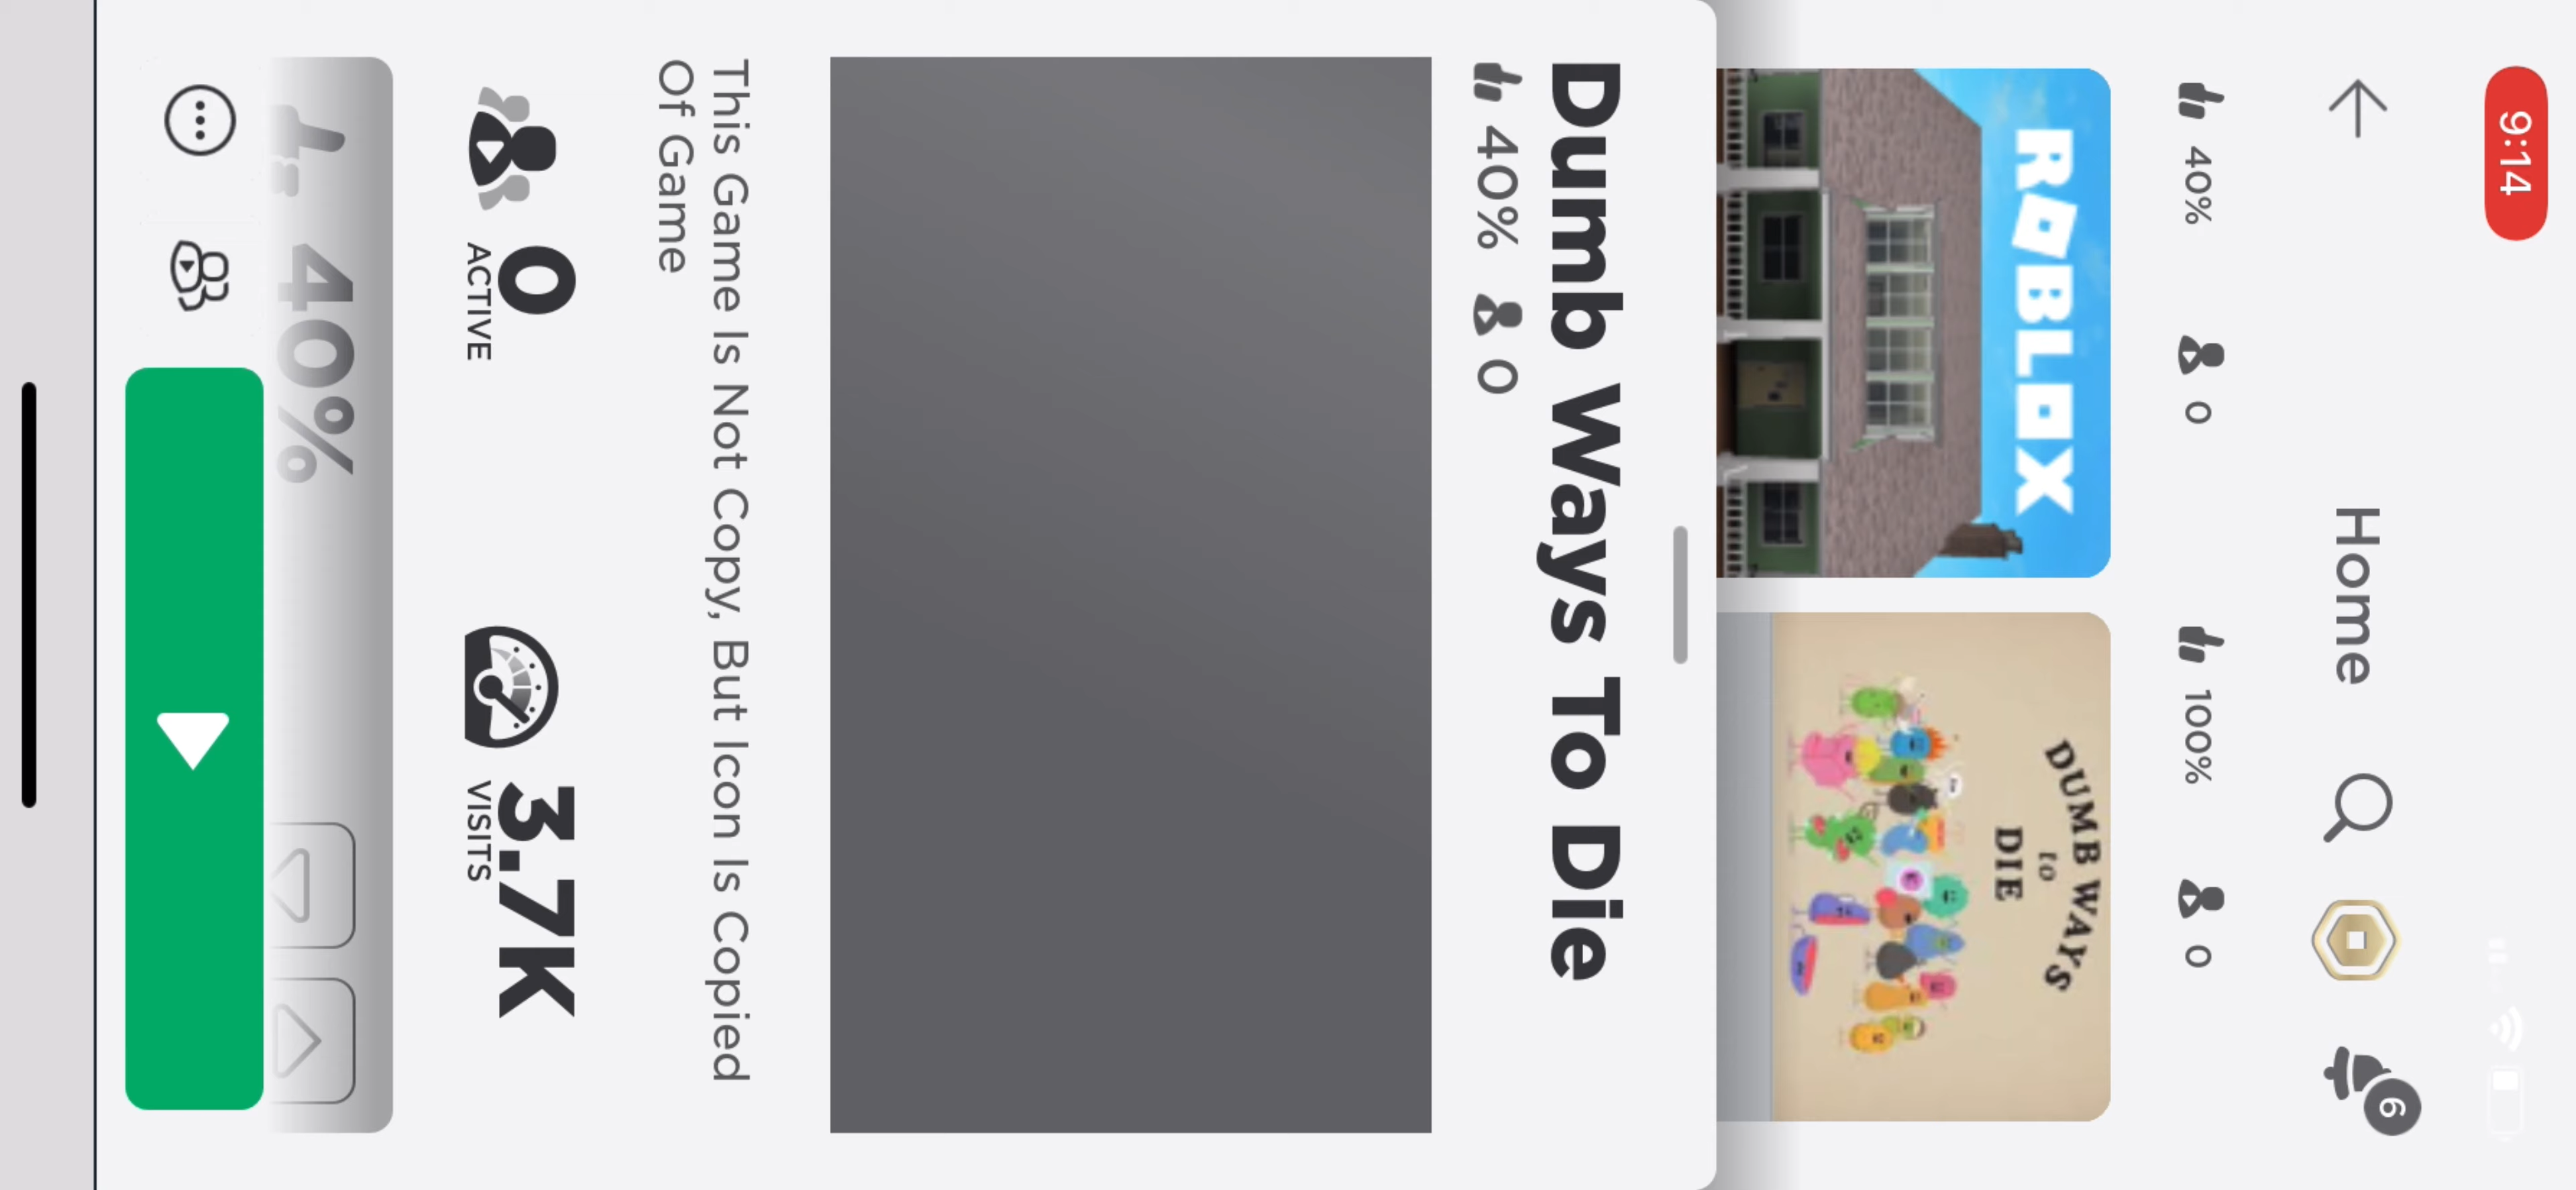 9:14
Home
6
40%
0
100%
0
ROBLOX
DUMB WAYS
to
DIE
Dumb Ways To Die
40%
0
This Game Is Not Copy, But Icon Is Copied
Of Game
0
ACTIVE
3.7K
VISITS
40%